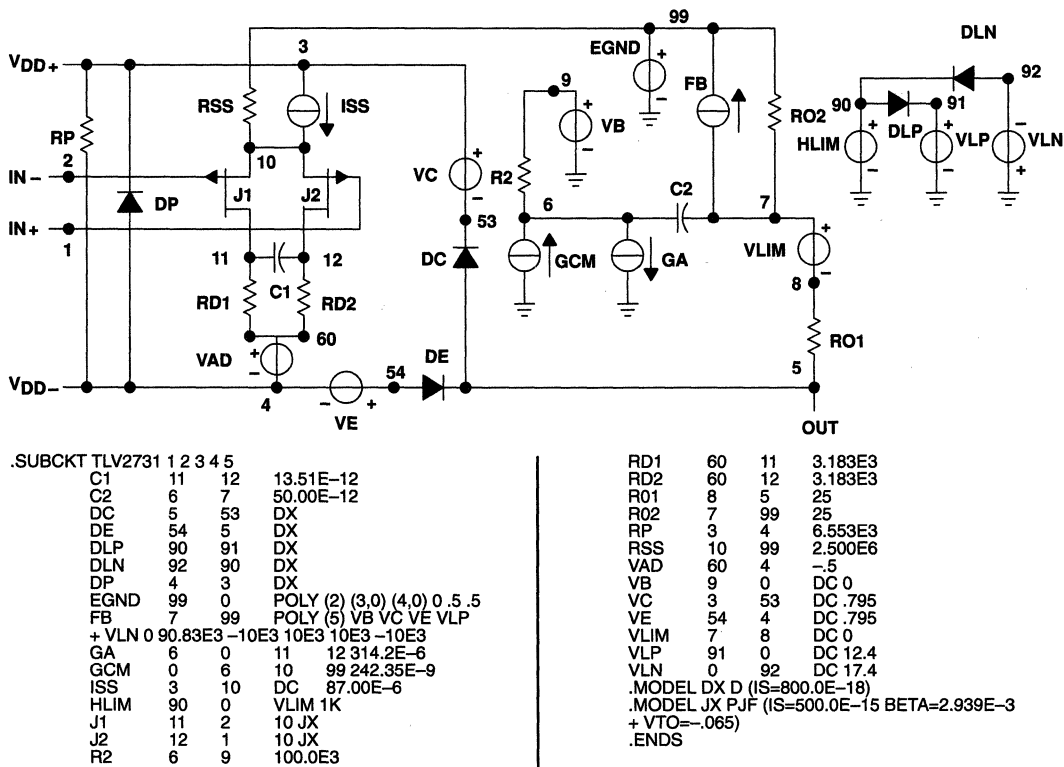 99
DLN
V_DD+
3
EGND
+
−
9
FB
92
RSS
ISS
RP
VB
+
−
RO2
90
91
DLP
HLIM
+
−
VLP
+
−
VLN
−
+
2
IN−
10
J1
J2
VC
+
−
R2
C2
DP
6
7
IN+
1
53
11
12
C1
DC
GCM
GA
VLIM
+
−
8
RD1
RD2
60
RO1
VAD
+
−
DE
5
V_DD−
54
4
−
+
VE
OUT
.SUBCKT TLV2731 1 2 3 4 5
C1 11 12 13.51E−12
C2 6 7 50.00E−12
DC 5 53 DX
DE 54 5 DX
DLP 90 91 DX
DLN 92 90 DX
DP 4 3 DX
EGND 99 0 POLY (2) (3,0) (4,0) 0 .5 .5
FB 7 99 POLY (5) VB VC VE VLP
+ VLN 0 90.83E3 −10E3 10E3 10E3 −10E3
GA 6 0 11 12 314.2E−6
GCM 0 6 10 99 242.35E−9
ISS 3 10 DC 87.00E−6
HLIM 90 0 VLIM 1K
J1 11 2 10 JX
J2 12 1 10 JX
R2 6 9 100.0E3
RD1 60 11 3.183E3
RD2 60 12 3.183E3
R01 8 5 25
R02 7 99 25
RP 3 4 6.553E3
RSS 10 99 2.500E6
VAD 60 4 −.5
VB 9 0 DC 0
VC 3 53 DC .795
VE 54 4 DC .795
VLIM 7 8 DC 0
VLP 91 0 DC 12.4
VLN 0 92 DC 17.4
.MODEL DX D (IS=800.0E−18)
.MODEL JX PJF (IS=500.0E−15 BETA=2.939E−3
+ VTO=−.065)
.ENDS